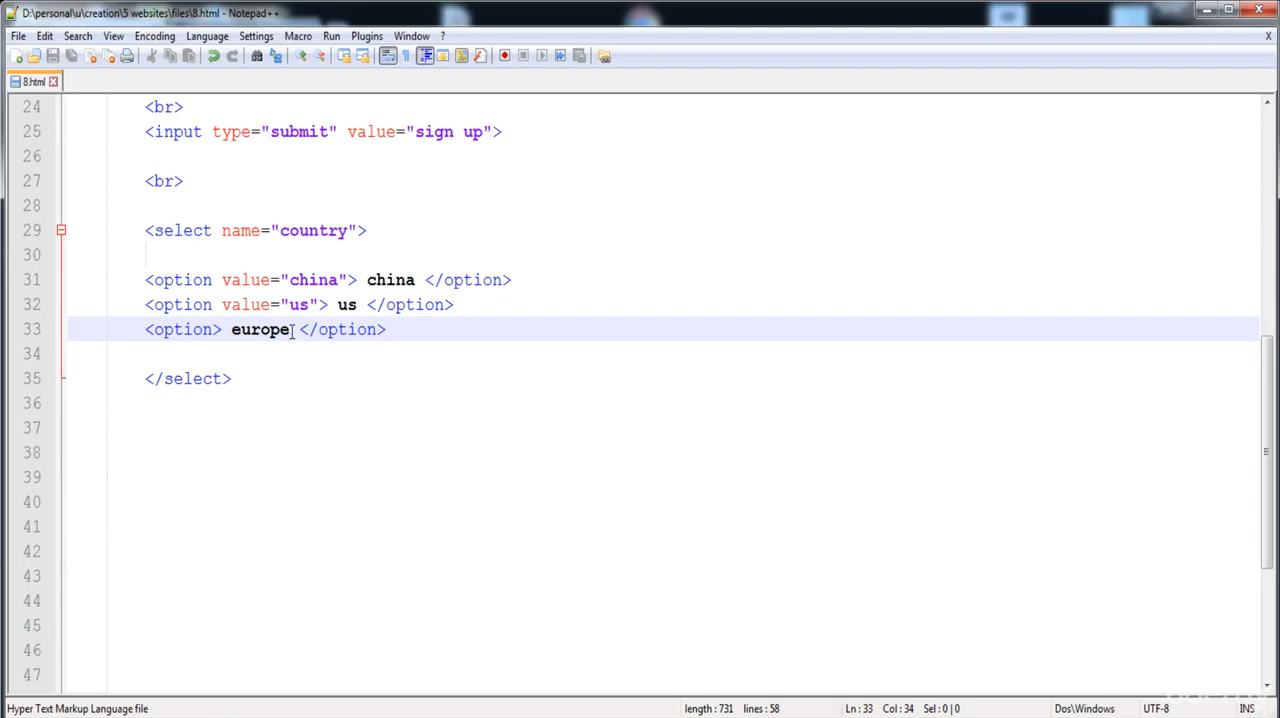 D:\personal\u\creation\5 websites\files\8.html - Notepad++
File Edit Search View Encoding Language Settings Macro Run Plugins Window ? X
8.html
24 <br>
25 <input type="submit" value="sign up">
26
27 <br>
28
29 <select name="country">
30
31 <option value="china"> china </option>
32 <option value="us"> us </option>
33 <option> europe </option>
34
35 </select>
36
37
38
39
40
41
42
43
44
45
46
47
Hyper Text Markup Language file length : 731 lines : 58 Ln : 33 Col : 34 Sel : 0 | 0 Dos\Windows UTF-8 INS